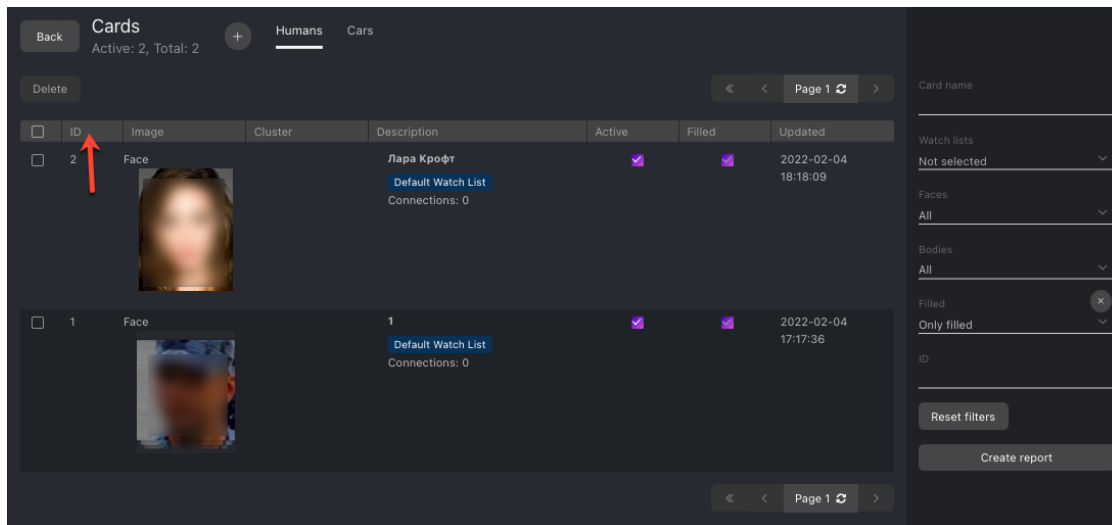 Back
Cards
Active: 2, Total: 2
+
Humans
Cars
Delete
Page 1
ID
Image
Cluster
Description
Active
Filled
Updated
2
Face
Лара Крофт
Default Watch List
Connections: 0
2022-02-04
18:18:09
1
Face
1
Default Watch List
Connections: 0
2022-02-04
17:17:36
Page 1
Card name
Watch lists
Not selected
Faces
All
Bodies
All
Filled
Only filled
ID
Reset filters
Create report